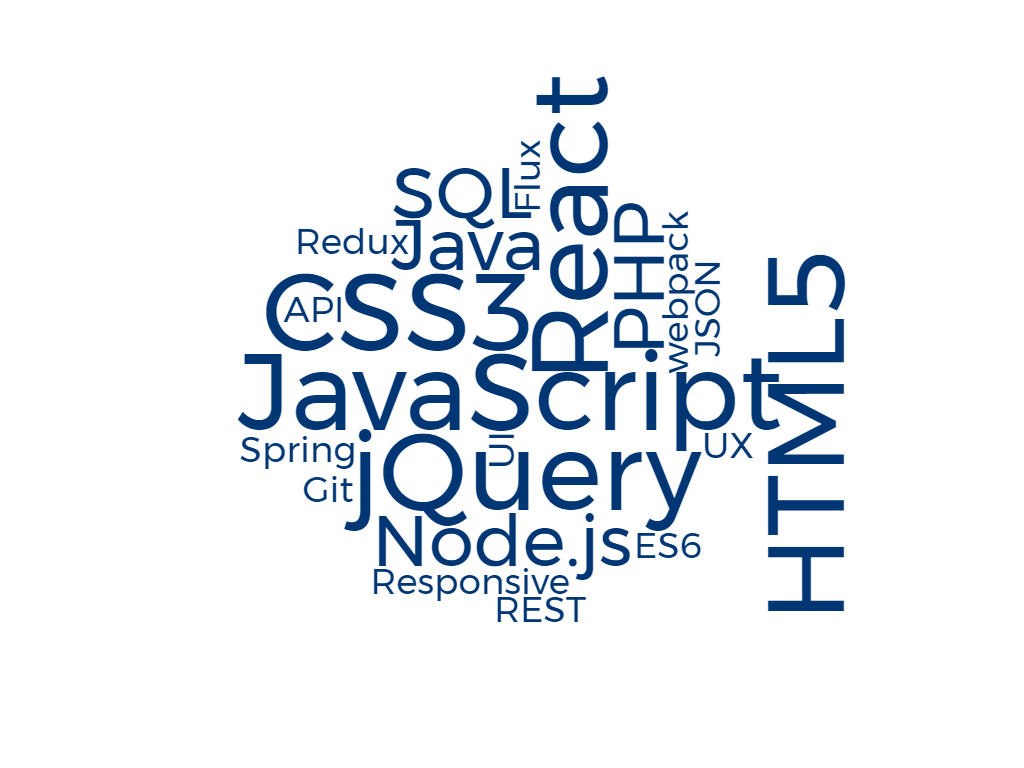 React
Flux
SQL
PHP
Webpack
Redux
Java
JSON
HTML5
CSS3
API
JavaScript
Spring
jQuery
UI
UX
Git
Node.js
ES6
Responsive
REST